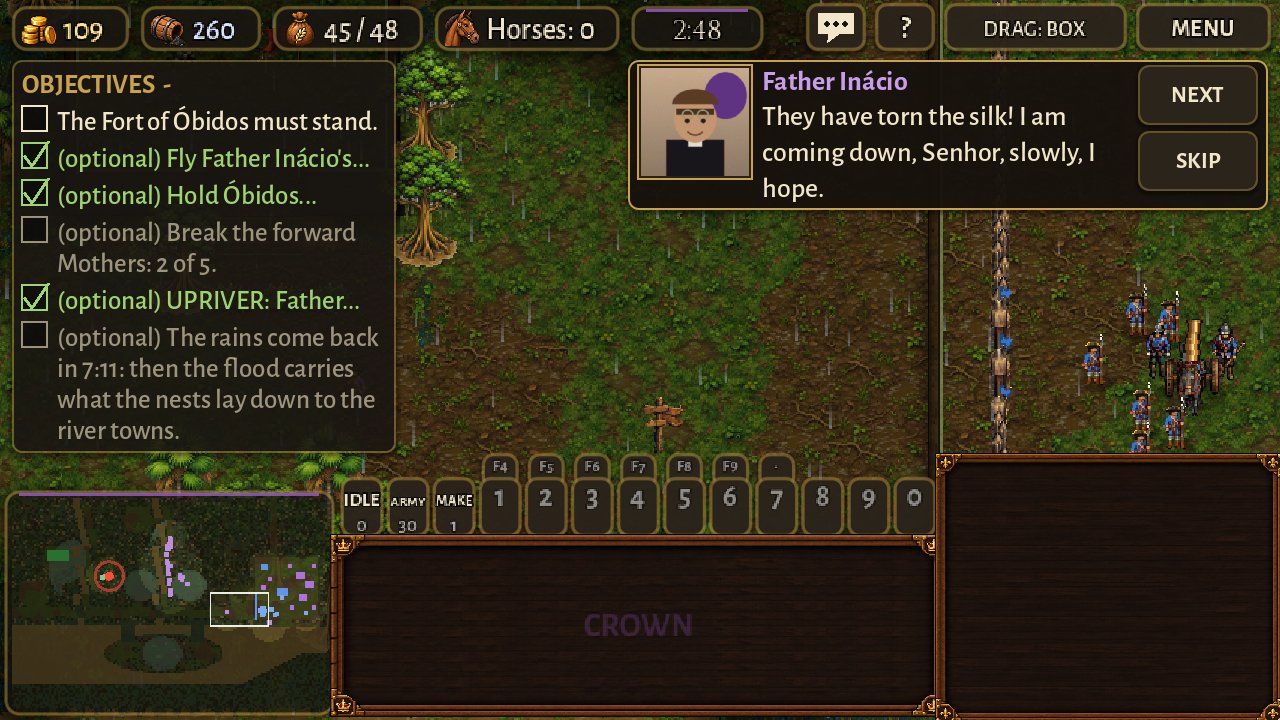 109
260
45 / 48
Horses: 0
2:48
?
DRAG: BOX
MENU
OBJECTIVES -
The Fort of Óbidos must stand.
(optional) Fly Father Inácio's...
(optional) Hold Óbidos...
(optional) Break the forward
Mothers: 2 of 5.
(optional) UPRIVER: Father...
(optional) The rains come back
in 7:11: then the flood carries
what the nests lay down to the
river towns.
Father Inácio
They have torn the silk! I am
coming down, Senhor, slowly, I
hope.
NEXT
SKIP
F4
F5
F6
F7
F8
F9
IDLE
0
ARMY
30
MAKE
1
1
2
3
4
5
6
7
8
9
0
CROWN